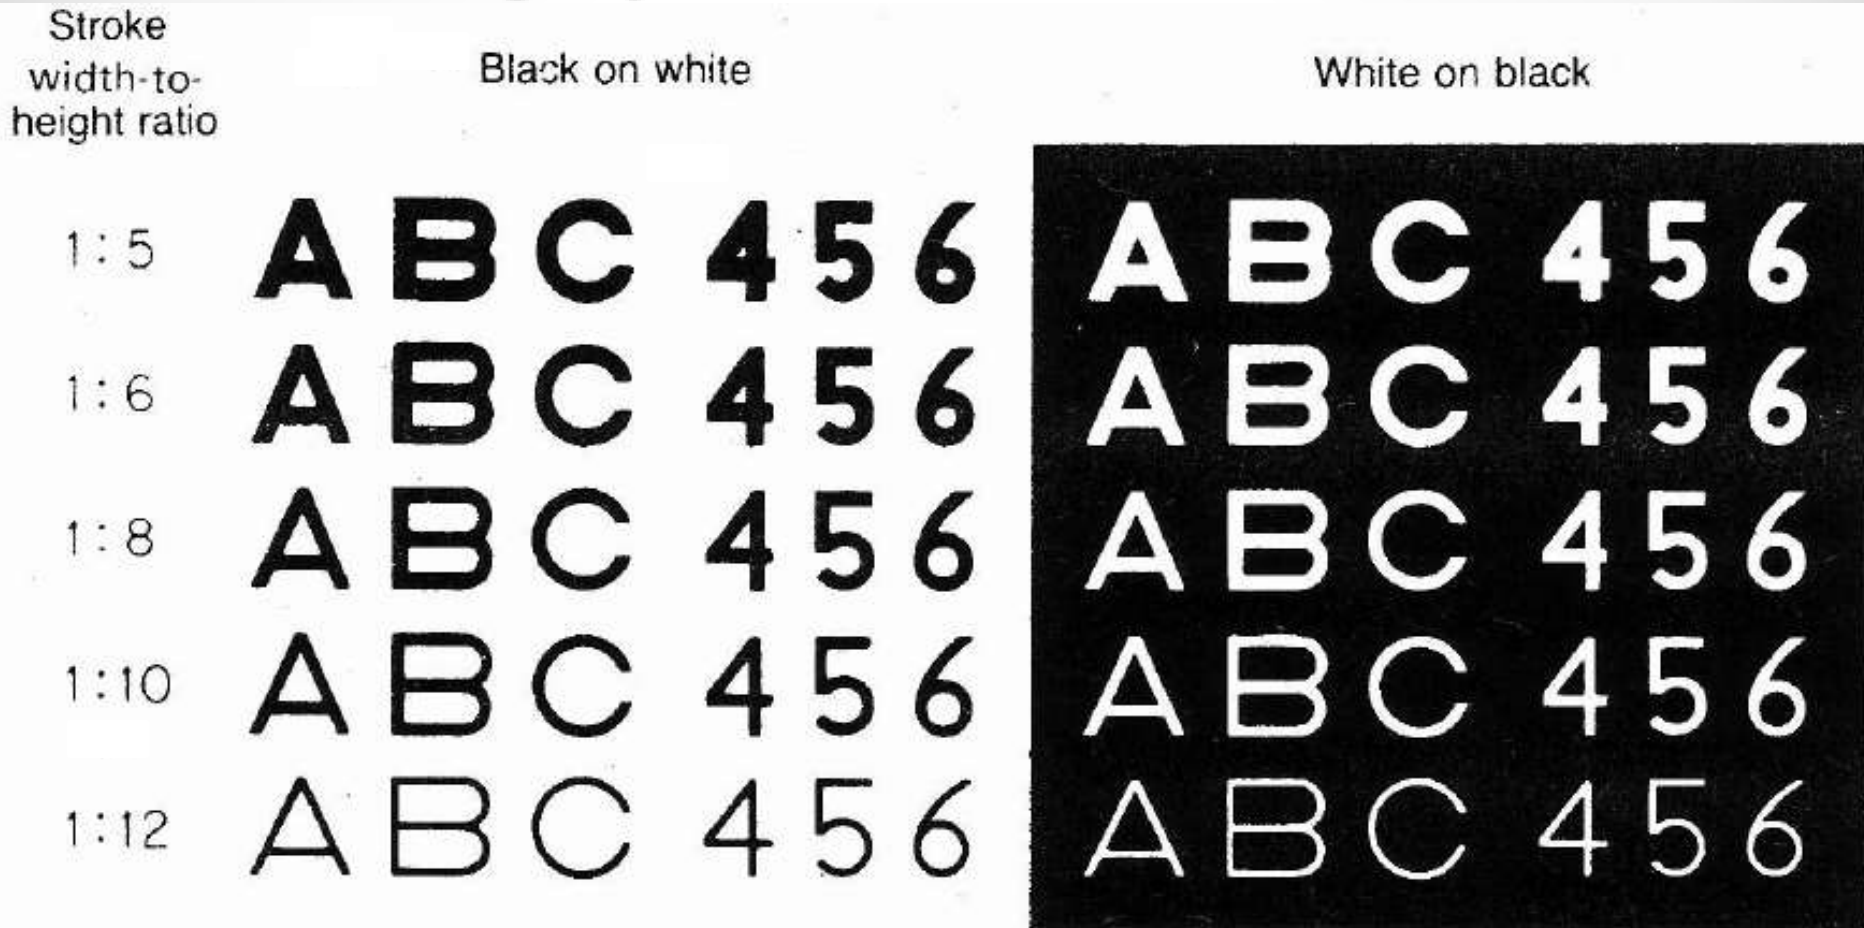 Stroke
width-to-
height ratio
Black on white
White on black
1:5 ABC 456 ABC 456
1:6 ABC 456 ABC 456
1:8 ABC 456 ABC 456
1:10 ABC 456 ABC 456
1:12 ABC 456 ABC 456